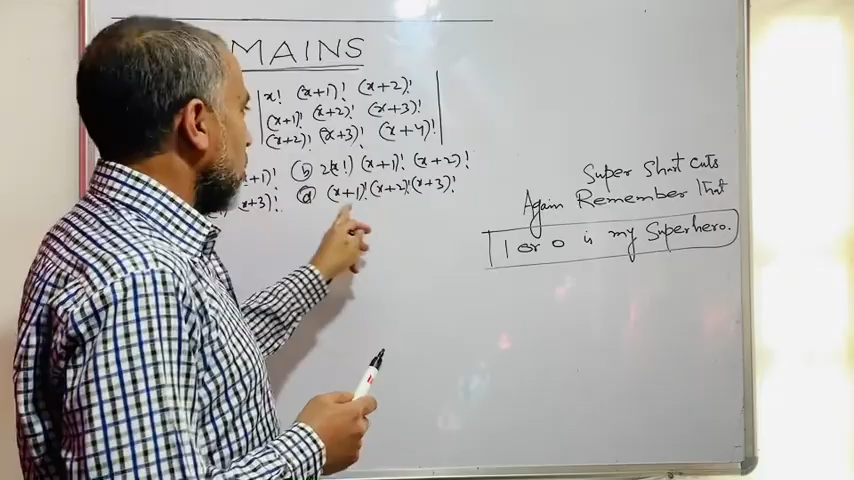 MAINS
x! (x+1)! (x+2)!
(x+1)! (x+2)! (x+3)!
(x+2)! (x+3)! (x+4)!
x+1)! (b) 2(x!) (x+1)! (x+2)!
x+3)! (d) (x+1)! (x+2)! (x+3)!
Super Short cuts
Again Remember that
1 or 0 is my Superhero.